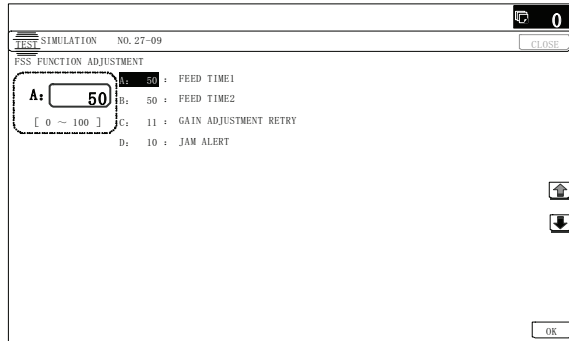 0
TEST SIMULATION NO. 27-09
CLOSE
FSS FUNCTION ADJUSTMENT
A: 50
[ 0 ～ 100 ]
A: 50 : FEED TIME1
B: 50 : FEED TIME2
C: 11 : GAIN ADJUSTMENT RETRY
D: 10 : JAM ALERT
OK